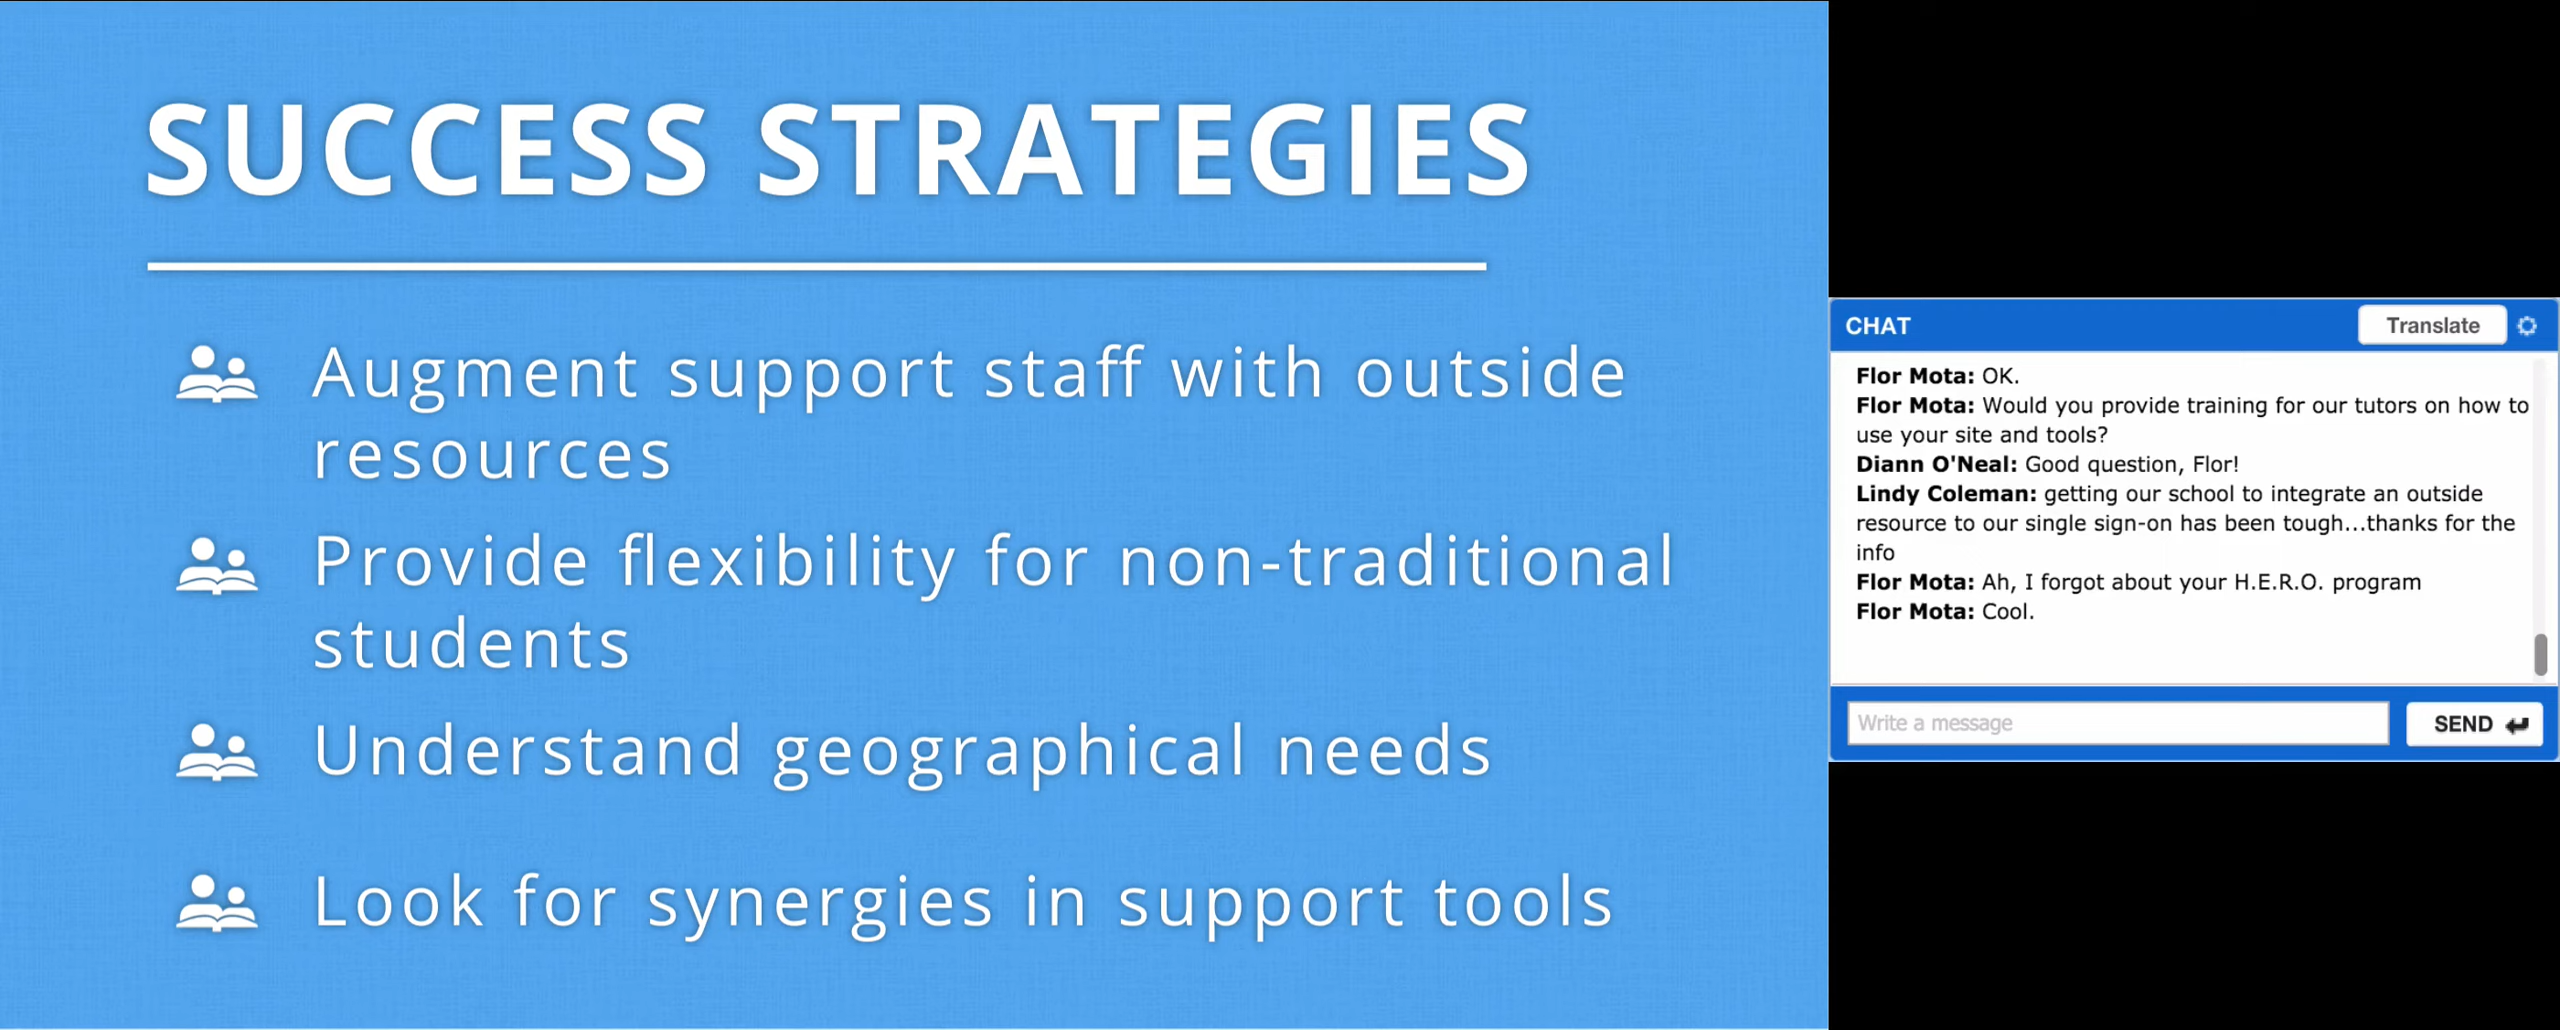 SUCCESS STRATEGIES
Augment support staff with outside
resources
Provide flexibility for non-traditional
students
Understand geographical needs
Look for synergies in support tools
CHAT
Translate
Flor Mota: OK.
Flor Mota: Would you provide training for our tutors on how to
use your site and tools?
Diann O'Neal: Good question, Flor!
Lindy Coleman: getting our school to integrate an outside
resource to our single sign-on has been tough...thanks for the
info
Flor Mota: Ah, I forgot about your H.E.R.O. program
Flor Mota: Cool.
Write a message
SEND